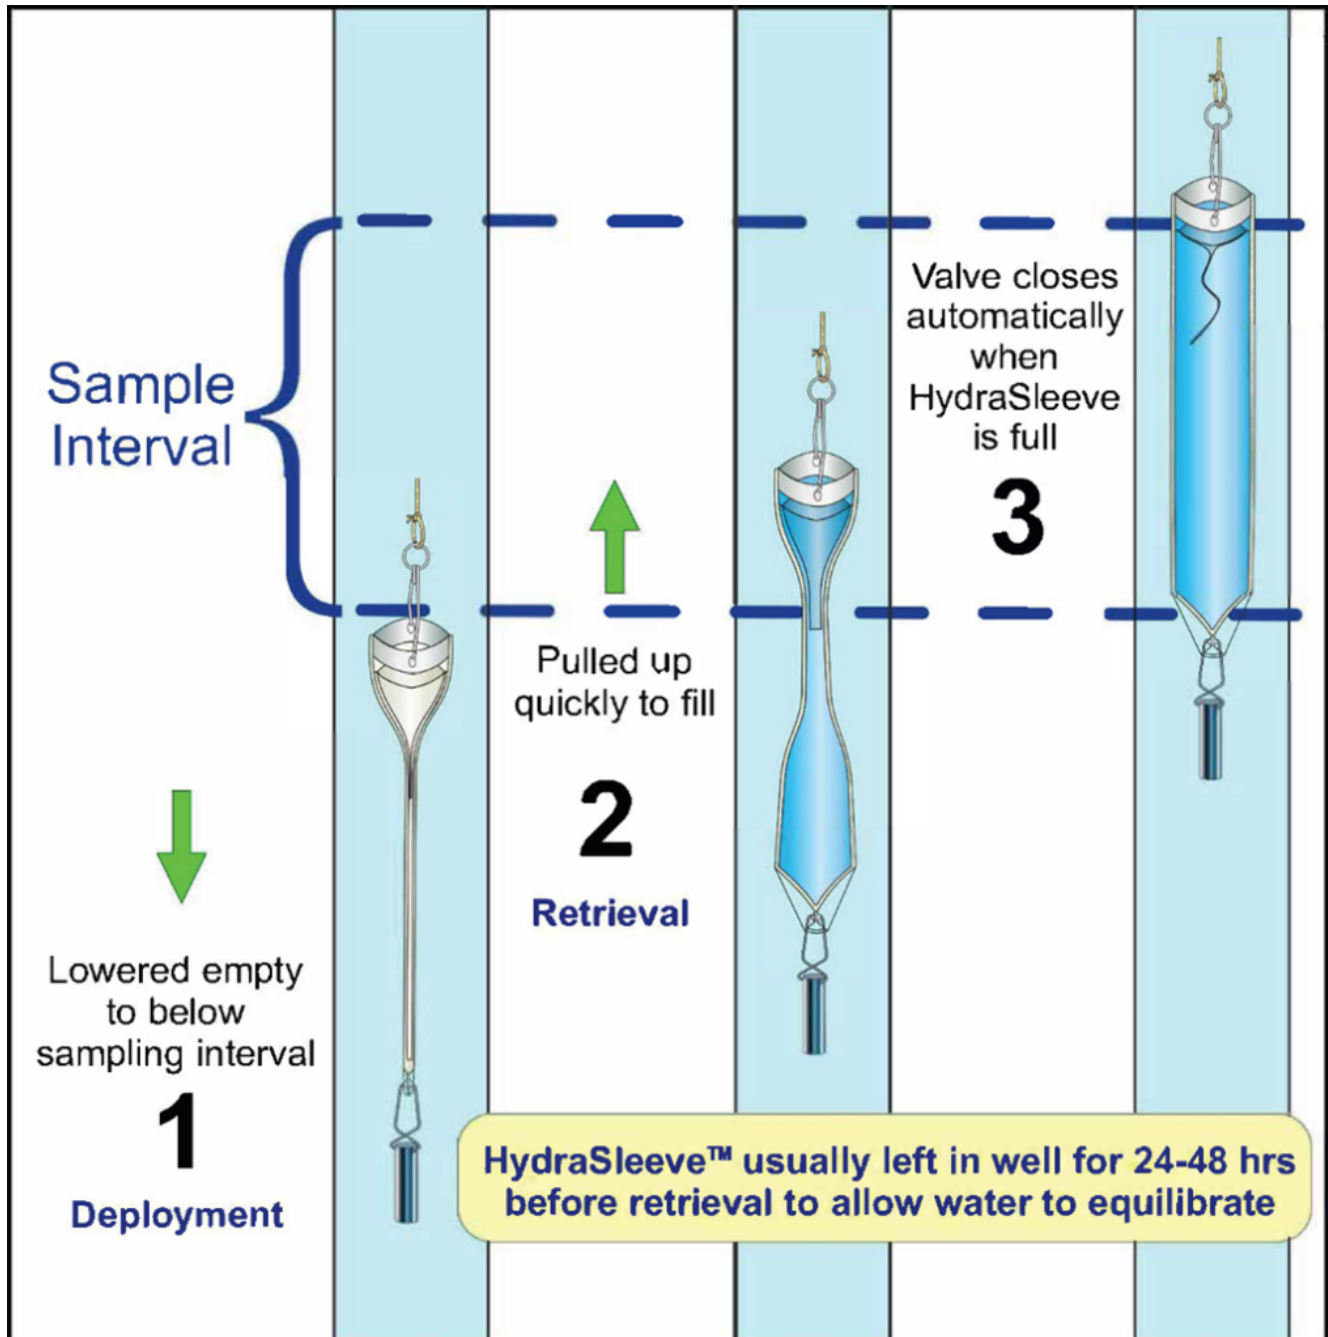 Sample
Interval
Lowered empty
to below
sampling interval
1
Deployment
Pulled up
quickly to fill
2
Retrieval
Valve closes
automatically
when
HydraSleeve
is full
3
HydraSleeve™ usually left in well for 24-48 hrs
before retrieval to allow water to equilibrate